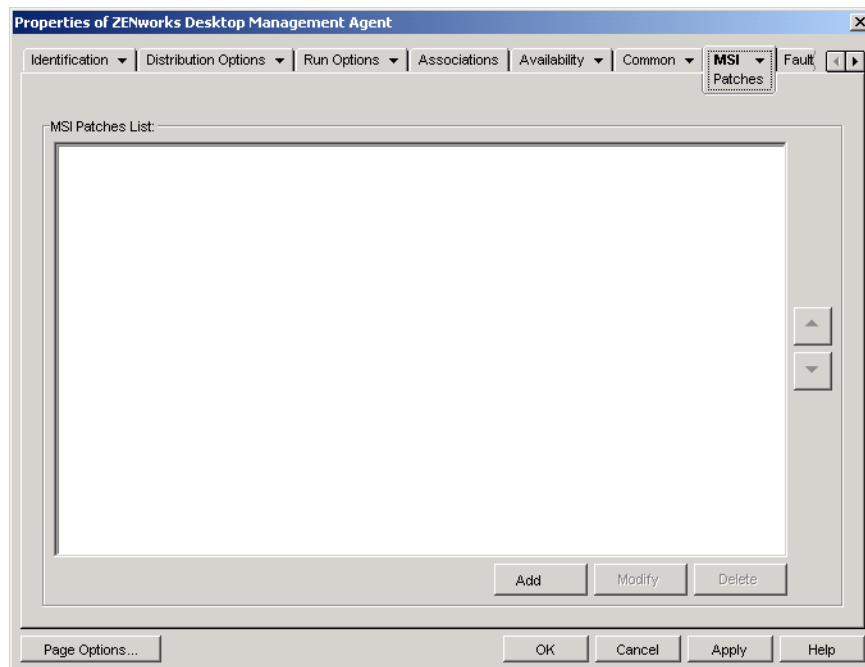 Properties of ZENworks Desktop Management Agent
Identification Distribution Options Run Options Associations Availability Common MSI Fault
Patches
MSI Patches List:
Add Modify Delete
Page Options... OK Cancel Apply Help